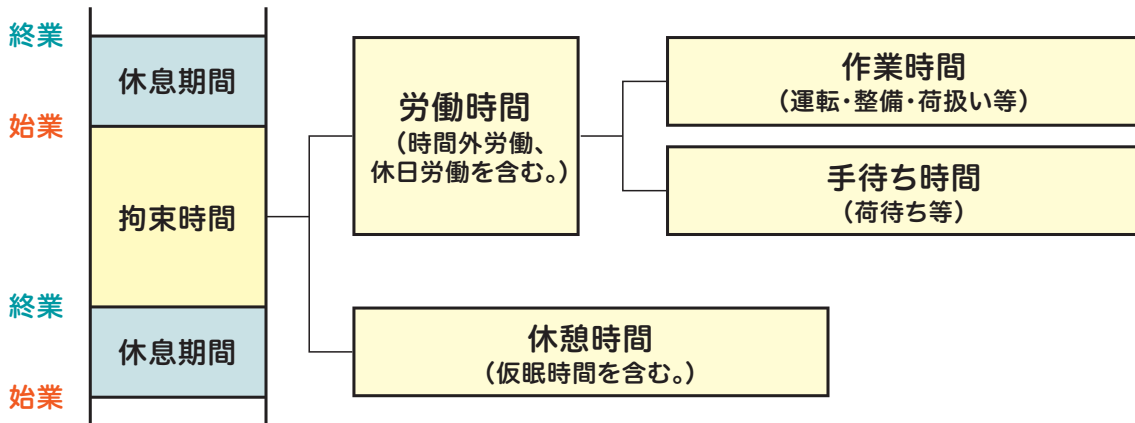 終業
休息期間
始業
拘束時間
終業
休息期間
始業
労働時間
（時間外労働、
休日労働を含む。）
作業時間
（運転・整備・荷扱い等）
手待ち時間
（荷待ち等）
休憩時間
（仮眠時間を含む。）